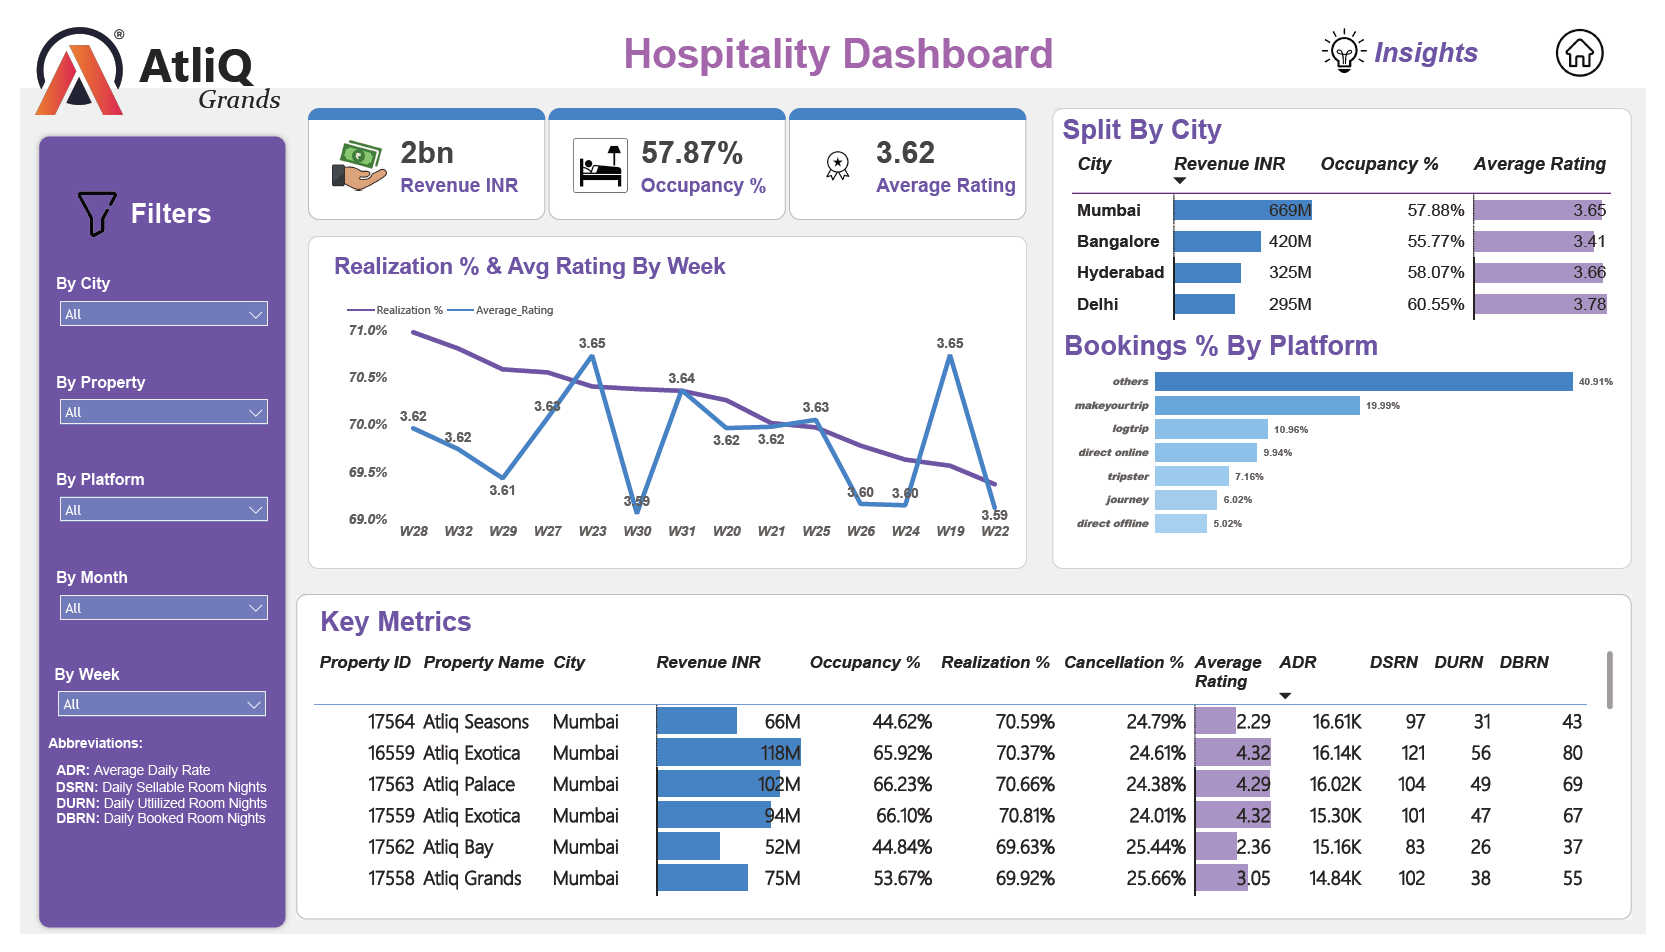 AtliQ
®
Grands
Hospitality Dashboard
Insights
Filters
By City
All
By Property
All
By Platform
All
By Month
All
By Week
All
Abbreviations:
ADR: Average Daily Rate
DSRN: Daily Sellable Room Nights
DURN: Daily Utlilized Room Nights
DBRN: Daily Booked Room Nights
2bn
Revenue INR
57.87%
Occupancy %
3.62
Average Rating
Realization % & Avg Rating By Week
Realization % Average_Rating
71.0%
70.5%
70.0%
69.5%
69.0%
3.62 3.62 3.61 3.63 3.65 3.59 3.64 3.62 3.62 3.63 3.60 3.60 3.65 3.59
W28 W32 W29 W27 W23 W30 W31 W20 W21 W25 W26 W24 W19 W22
Split By City
City Revenue INR Occupancy % Average Rating
Mumbai 669M 57.88% 3.65
Bangalore 420M 55.77% 3.41
Hyderabad 325M 58.07% 3.66
Delhi 295M 60.55% 3.78
Bookings % By Platform
others 40.91%
makeyourtrip 19.99%
logtrip 10.96%
direct online 9.94%
tripster 7.16%
journey 6.02%
direct offline 5.02%
Key Metrics
Property ID Property Name City Revenue INR Occupancy % Realization % Cancellation % Average Rating ADR DSRN DURN DBRN
17564 Atliq Seasons Mumbai 66M 44.62% 70.59% 24.79% 2.29 16.61K 97 31 43
16559 Atliq Exotica Mumbai 118M 65.92% 70.37% 24.61% 4.32 16.14K 121 56 80
17563 Atliq Palace Mumbai 102M 66.23% 70.66% 24.38% 4.29 16.02K 104 49 69
17559 Atliq Exotica Mumbai 94M 66.10% 70.81% 24.01% 4.32 15.30K 101 47 67
17562 Atliq Bay Mumbai 52M 44.84% 69.63% 25.44% 2.36 15.16K 83 26 37
17558 Atliq Grands Mumbai 75M 53.67% 69.92% 25.66% 3.05 14.84K 102 38 55